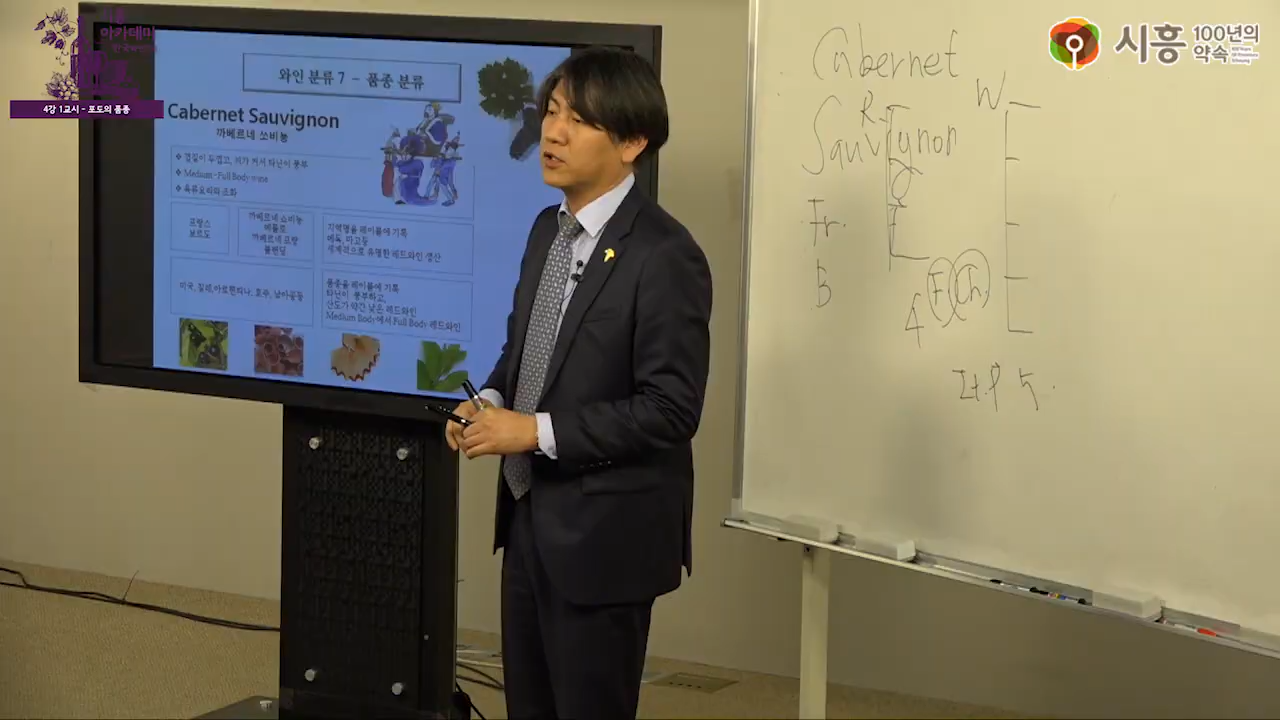 아카데미
4강 1교시 - 포도의 품종
시흥 100년의 약속
와인 분류 7 – 품종 분류
Cabernet Sauvignon
까베르네 쏘비뇽
❖ 껍질이 두껍고, 씨가 커서 타닌이 풍부
❖ Medium -Full Body wine
❖ 육류요리와 조화
프랑스
보르도
까베르네 쇼비뇽
메를로
까베르네 프랑
블렌딩
지역명을 레이블에 기록
메독, 마고등
세계적으로 유명한 레드와인 생산
미국, 칠레, 아르헨티나, 호주, 남아공등
품종을 레이블에 기록
타닌이 풍부하고,
산도가 약간 낮은 레드와인
Medium Body에서 Full Body 레드와인
Cabernet
Sauvignon
R
W
Fr.
B
4 F Ch